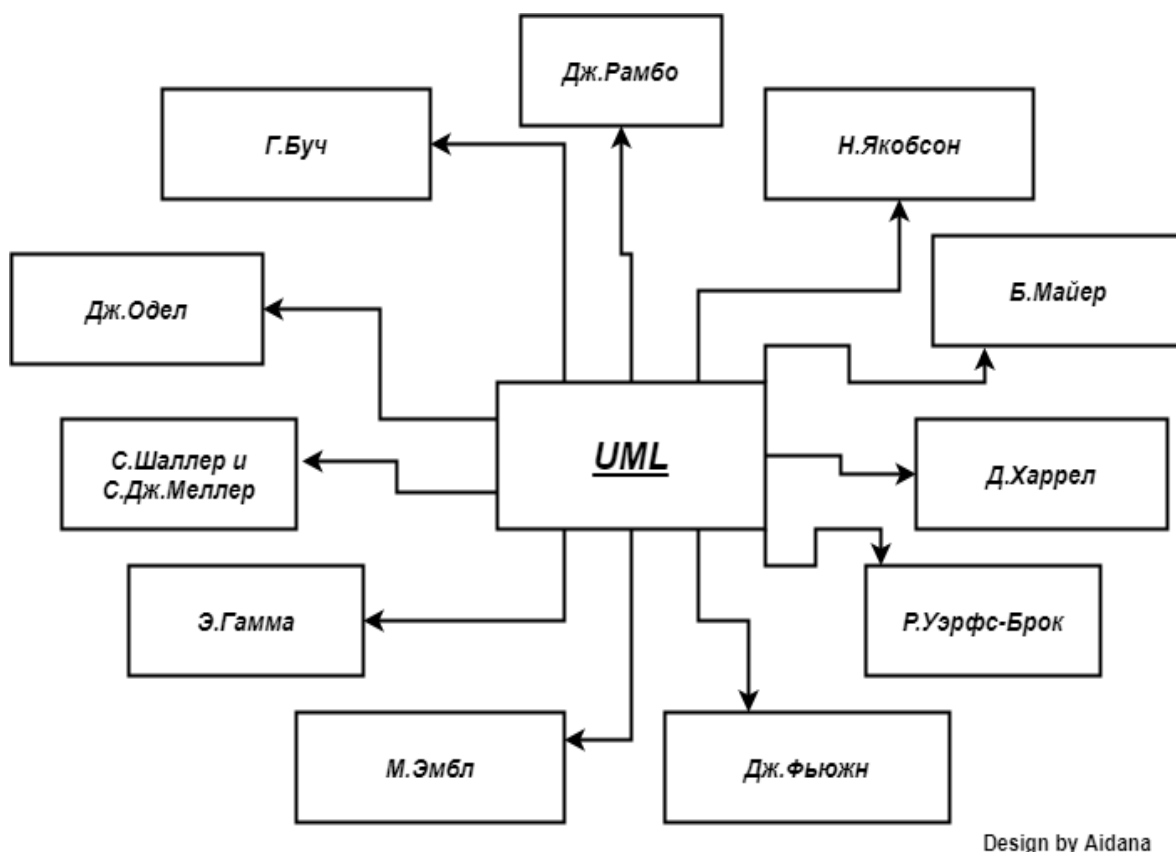 Дж.Рамбо
Г.Буч
Н.Якобсон
Б.Майер
Дж.Одел
UML
С.Шаллер и
С.Дж.Меллер
Д.Харрел
Э.Гамма
Р.Уэрфс-Брок
М.Эмбл
Дж.Фьюжн
Design by Aidana